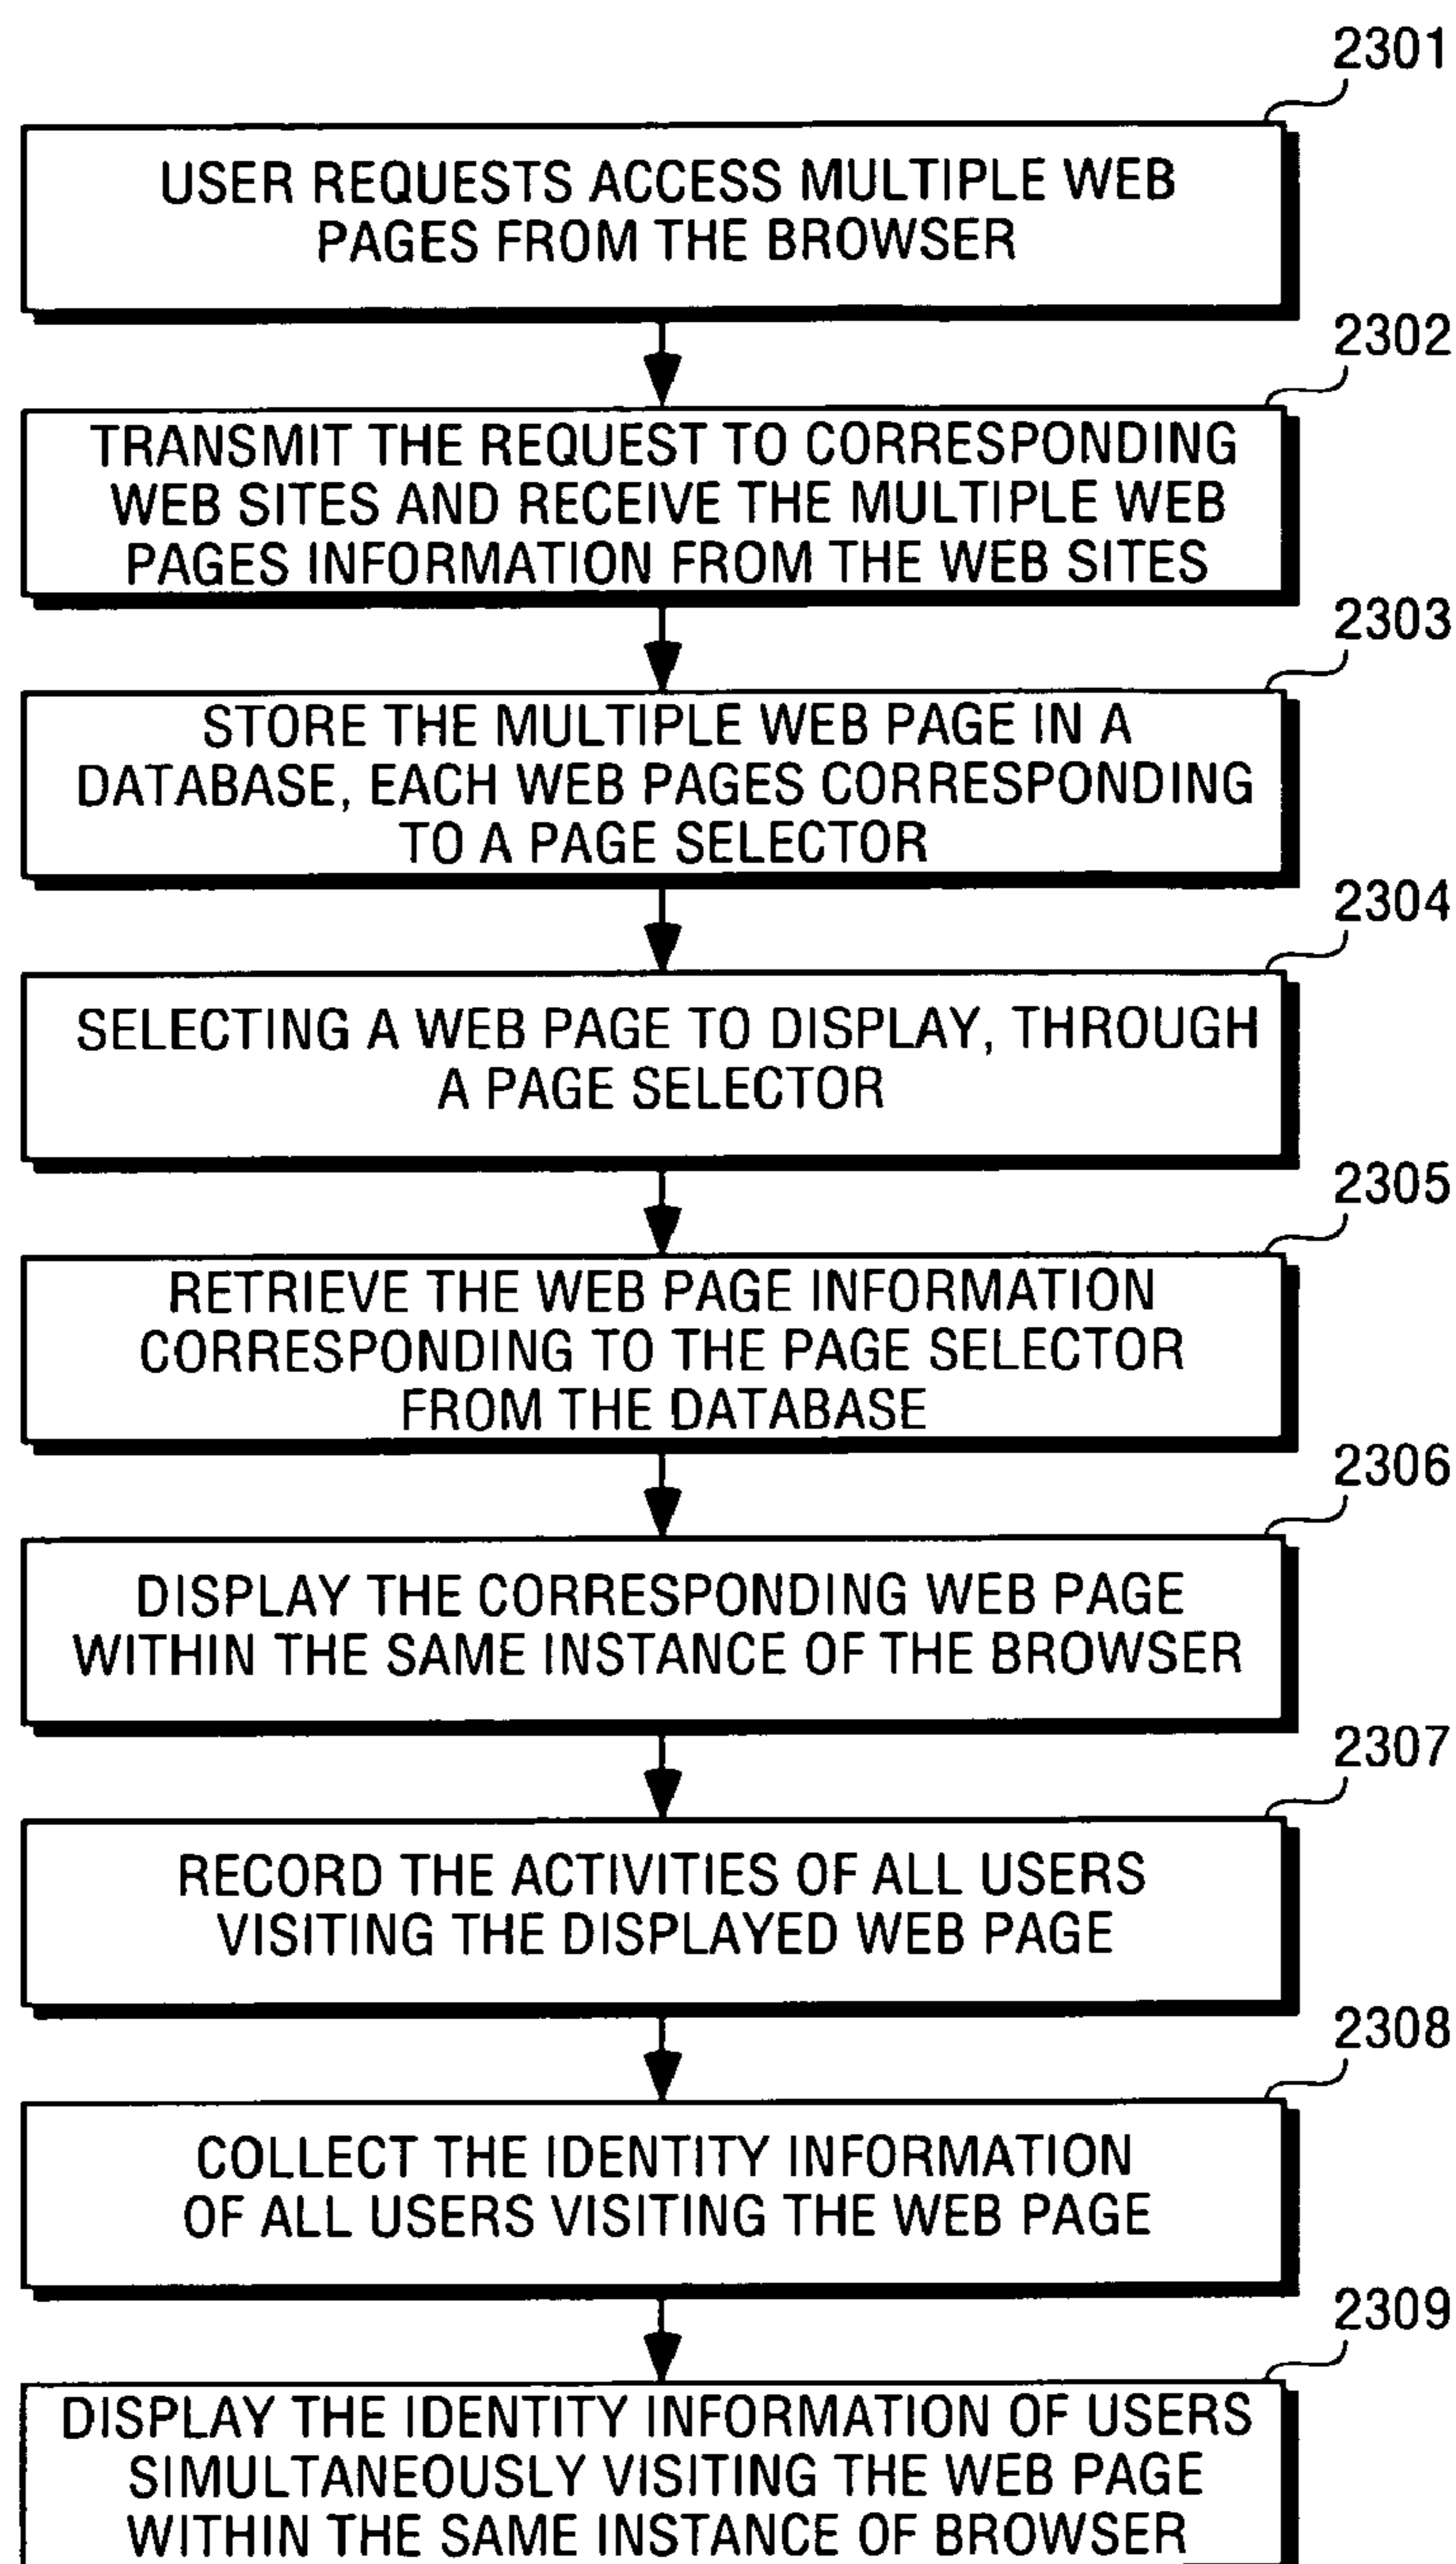 2301
USER REQUESTS ACCESS MULTIPLE WEB
PAGES FROM THE BROWSER
2302
TRANSMIT THE REQUEST TO CORRESPONDING
WEB SITES AND RECEIVE THE MULTIPLE WEB
PAGES INFORMATION FROM THE WEB SITES
2303
STORE THE MULTIPLE WEB PAGE IN A
DATABASE, EACH WEB PAGES CORRESPONDING
TO A PAGE SELECTOR
2304
SELECTING A WEB PAGE TO DISPLAY, THROUGH
A PAGE SELECTOR
2305
RETRIEVE THE WEB PAGE INFORMATION
CORRESPONDING TO THE PAGE SELECTOR
FROM THE DATABASE
2306
DISPLAY THE CORRESPONDING WEB PAGE
WITHIN THE SAME INSTANCE OF THE BROWSER
2307
RECORD THE ACTIVITIES OF ALL USERS
VISITING THE DISPLAYED WEB PAGE
2308
COLLECT THE IDENTITY INFORMATION
OF ALL USERS VISITING THE WEB PAGE
2309
DISPLAY THE IDENTITY INFORMATION OF USERS
SIMULTANEOUSLY VISITING THE WEB PAGE
WITHIN THE SAME INSTANCE OF BROWSER